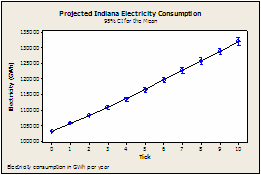 Projected Indiana Electricity Consumption
95% CI for the Mean
Electricity (GWh)
135000
130000
125000
120000
115000
110000
105000
100000
0 1 2 3 4 5 6 7 8 9 10
Tick
Electricity consumption in GWh per year